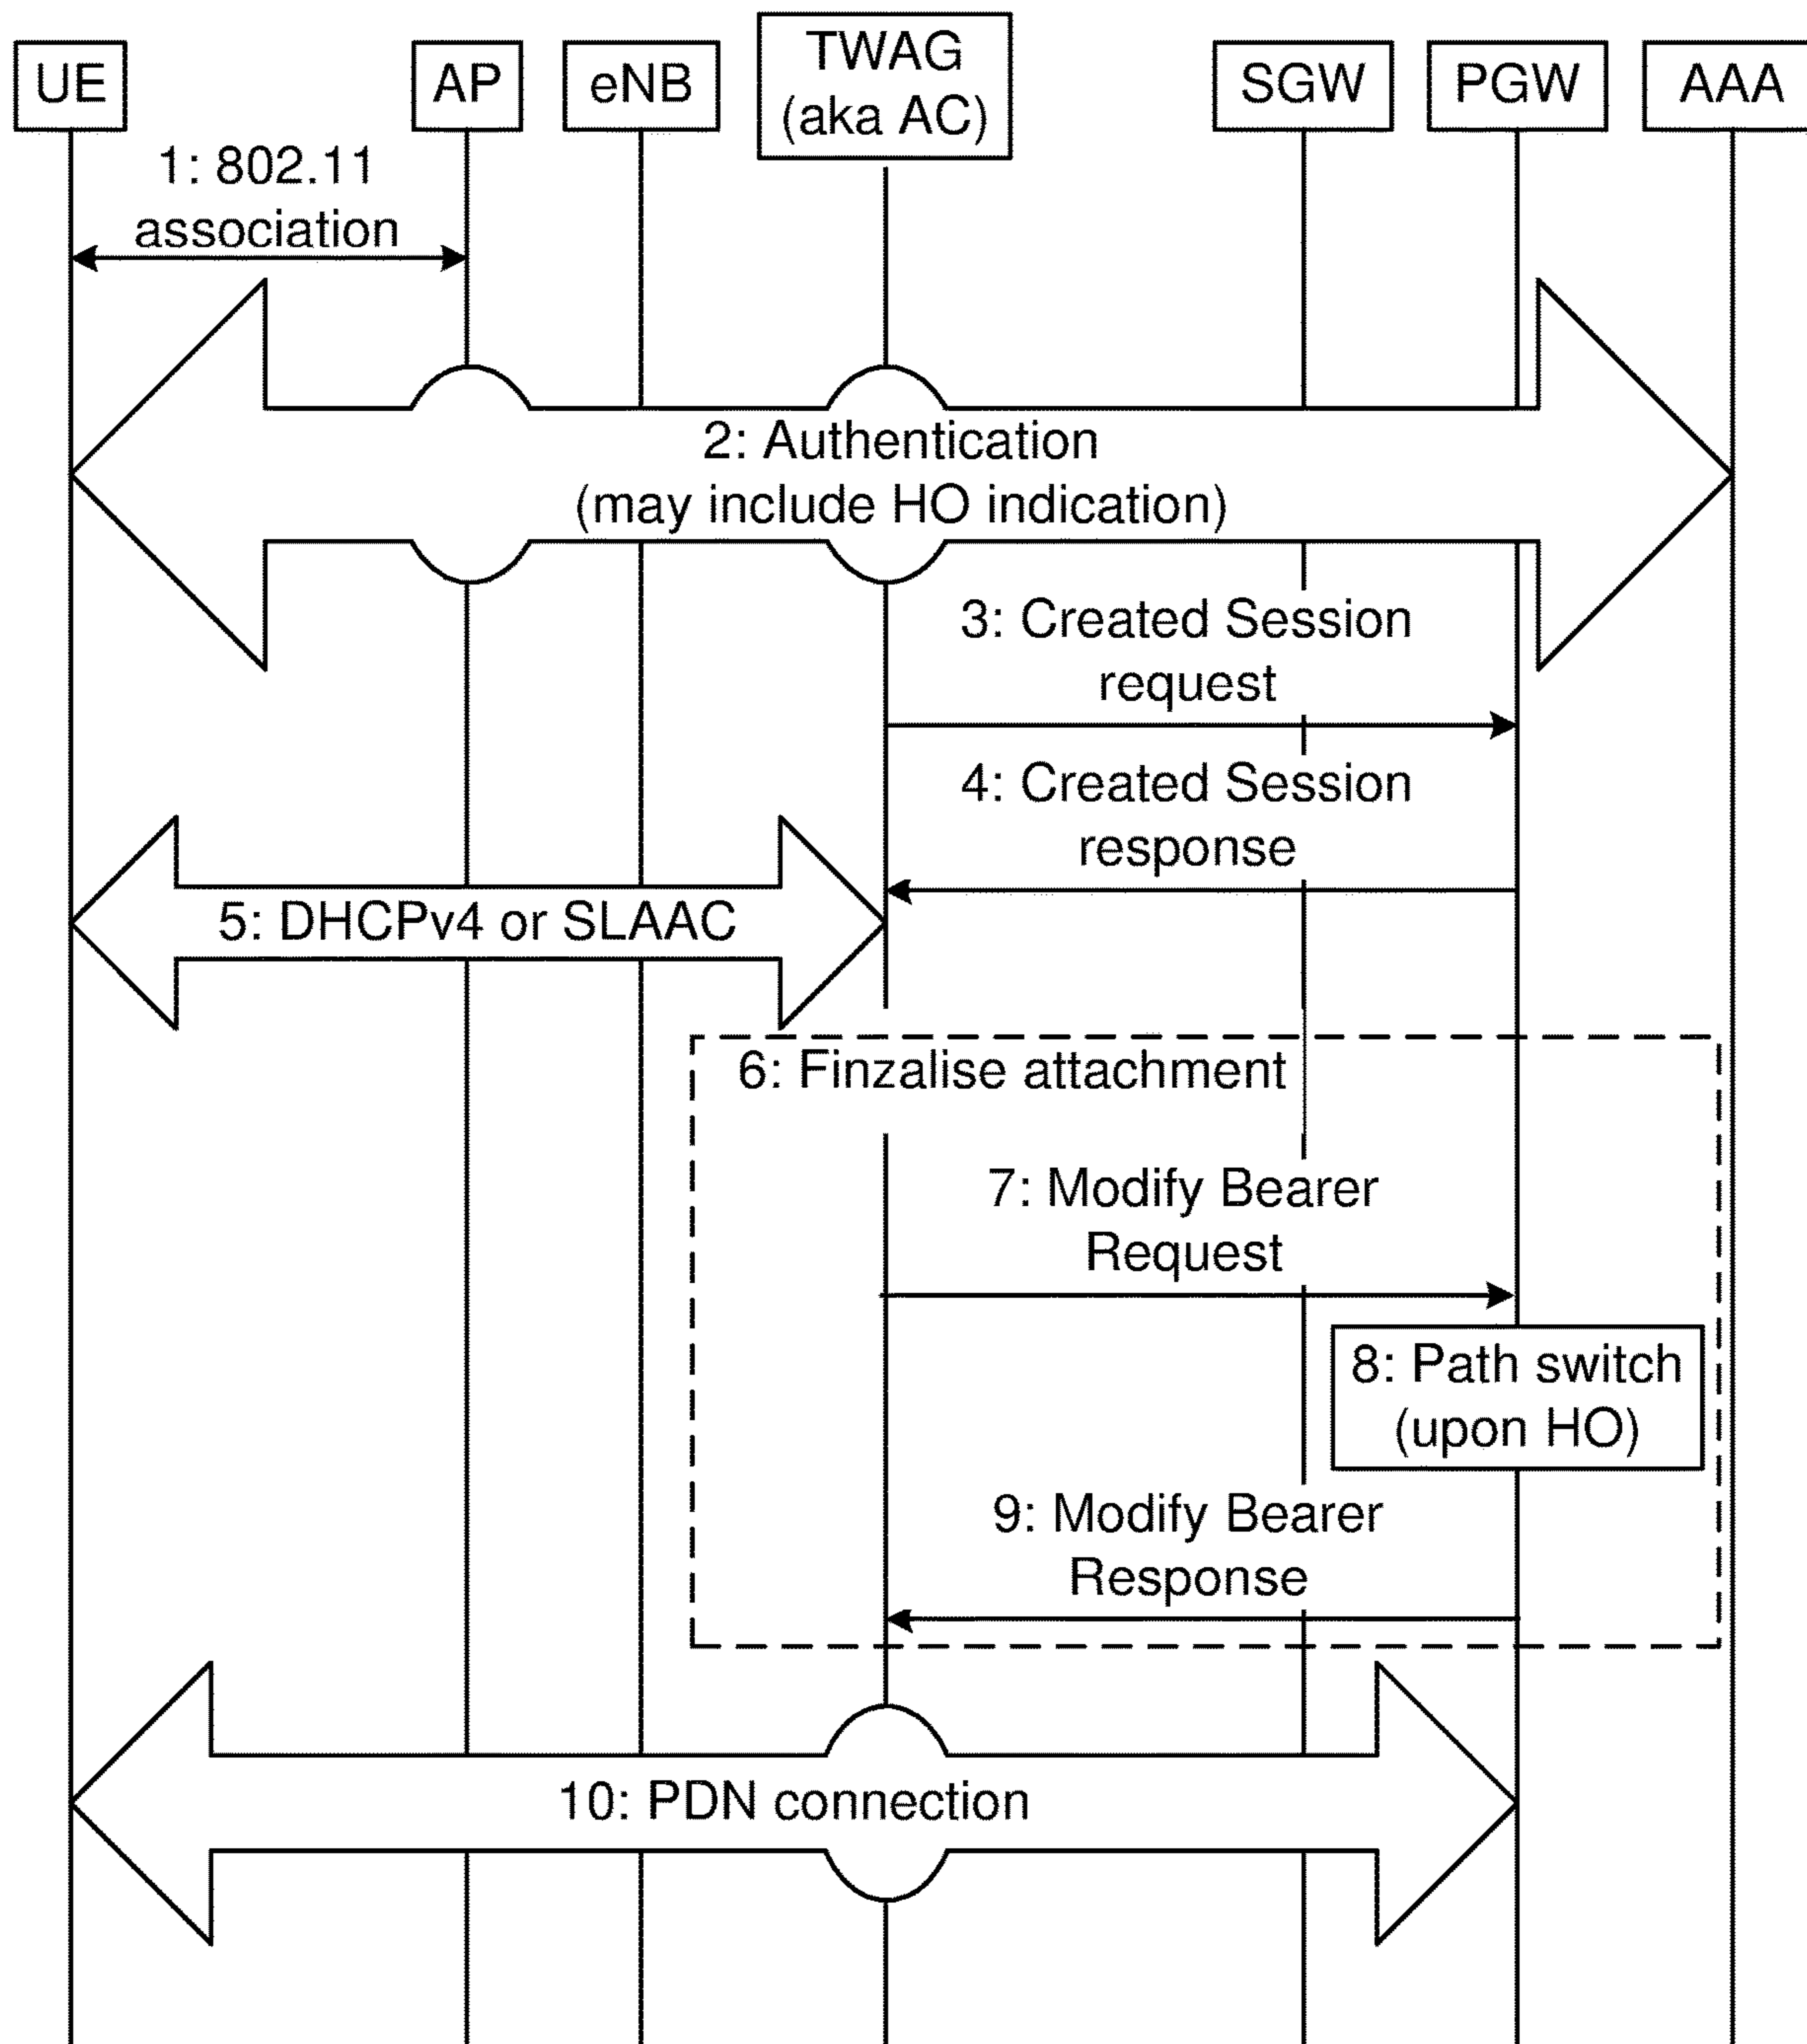 UE
AP
eNB
TWAG
(aka AC)
SGW
PGW
AAA
1: 802.11
association
2: Authentication
(may include HO indication)
3: Created Session
request
4: Created Session
response
5: DHCPv4 or SLAAC
6: Finzalise attachment
7: Modify Bearer
Request
8: Path switch
(upon HO)
9: Modify Bearer
Response
10: PDN connection